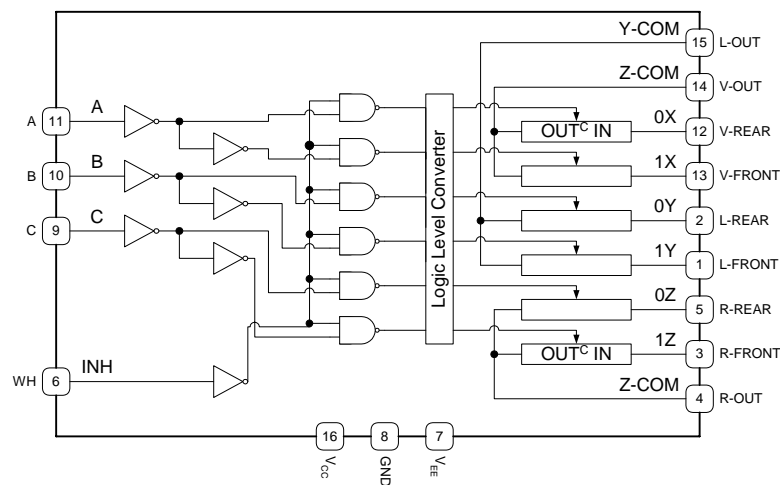 Y-COM
15 L-OUT
Z-COM
14 V-OUT
A 11 A
OUTC IN 0X
12 V-REAR
B 10 B
1X
13 V-FRONT
0Y
2 L-REAR
C 9 C
1Y
1 L-FRONT
Logic Level Converter
0Z
5 R-REAR
OUTC IN 1Z
3 R-FRONT
WH 6 INH
Z-COM
4 R-OUT
16 8 7
VCC GND VEE